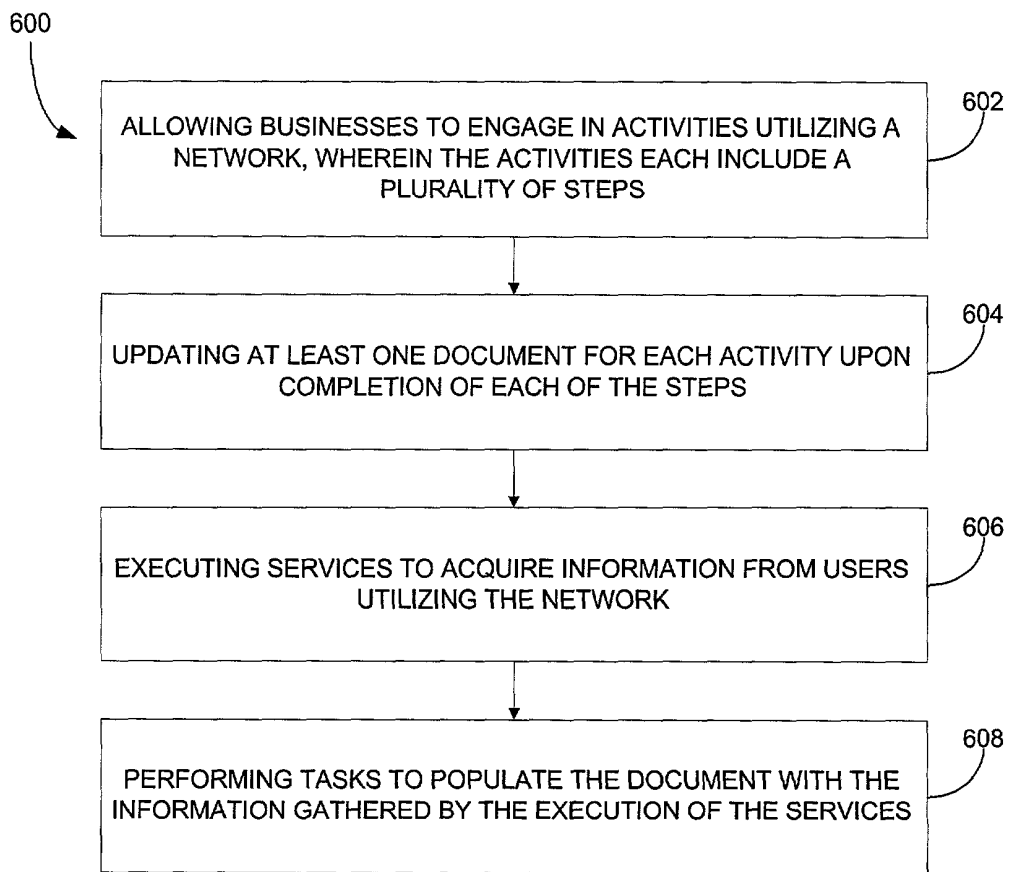 600
602
ALLOWING BUSINESSES TO ENGAGE IN ACTIVITIES UTILIZING A
NETWORK, WHEREIN THE ACTIVITIES EACH INCLUDE A
PLURALITY OF STEPS
604
UPDATING AT LEAST ONE DOCUMENT FOR EACH ACTIVITY UPON
COMPLETION OF EACH OF THE STEPS
606
EXECUTING SERVICES TO ACQUIRE INFORMATION FROM USERS
UTILIZING THE NETWORK
608
PERFORMING TASKS TO POPULATE THE DOCUMENT WITH THE
INFORMATION GATHERED BY THE EXECUTION OF THE SERVICES